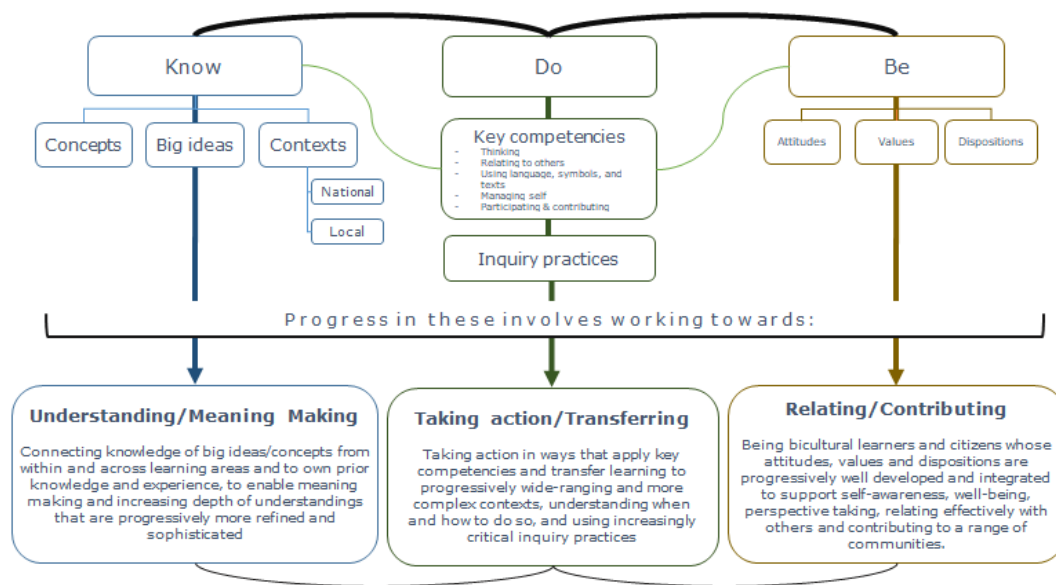 Know
Do
Be
Concepts
Big ideas
Contexts
National
Local
Key competencies
- Thinking
- Relating to others
- Using language, symbols, and
texts
- Managing self
- Participating & contributing
Inquiry practices
Attitudes
Values
Dispositions
Progress in these involves working towards:
Understanding/Meaning Making
Connecting knowledge of big ideas/concepts from
within and across learning areas and to own prior
knowledge and experience, to enable meaning
making and increasing depth of understandings
that are progressively more refined and
sophisticated
Taking action/Transferring
Taking action in ways that apply key
competencies and transfer learning to
progressively wide-ranging and more
complex contexts, understanding when
and how to do so, and using increasingly
critical inquiry practices
Relating/Contributing
Being bicultural learners and citizens whose
attitudes, values and dispositions are
progressively well developed and integrated
to support self-awareness, well-being,
perspective taking, relating effectively with
others and contributing to a range of
communities.